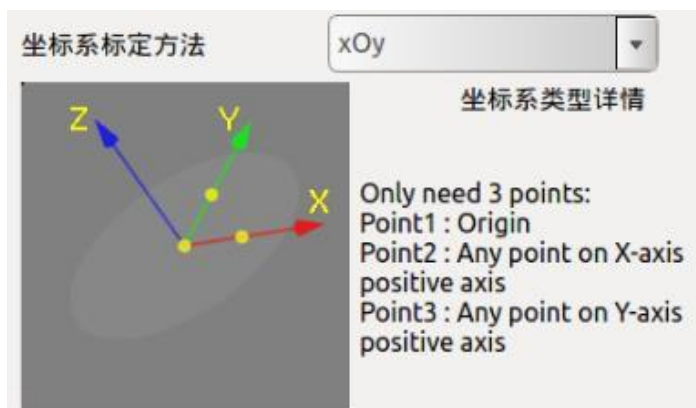 坐标系标定方法
xOy
坐标系类型详情
Z
Y
X
Only need 3 points:
Point1 : Origin
Point2 : Any point on X-axis
positive axis
Point3 : Any point on Y-axis
positive axis